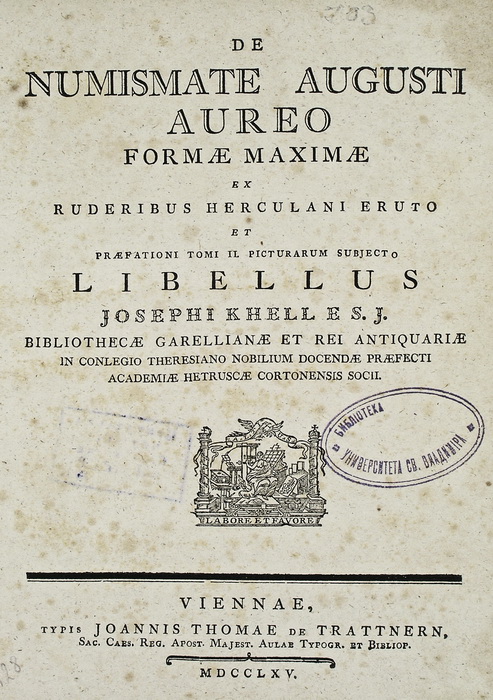 DE
NUMISMATE AUGUSTI
AUREO
FORMÆ MAXIMÆ
EX
RUDERIBUS HERCULANI ERUTO
ET
PRÆFATIONI TOMI II. PICTURARUM SUBJECTO
LIBELLUS
JOSEPHI KHELL E S. J.
BIBLIOTHECÆ GARELLIANÆ ET REI ANTIQUARIÆ
IN CONLEGIO THERESIANO NOBILIUM DOCENDÆ PRÆFECTI
ACADEMIÆ HETRUSCÆ CORTONENSIS SOCII.
БИБЛІОТЕКА
УНИВЕРСИТЕТА СВ. ВЛАДИМІРА
LABORE ET FAVORE
VIENNAE,
TYPIS JOANNIS THOMAE DE TRATTNERN,
SAC. CAES. REG. APOST. MAJEST. AULAE TYPOGR. ET BIBLIOP.
MDCCLXV.